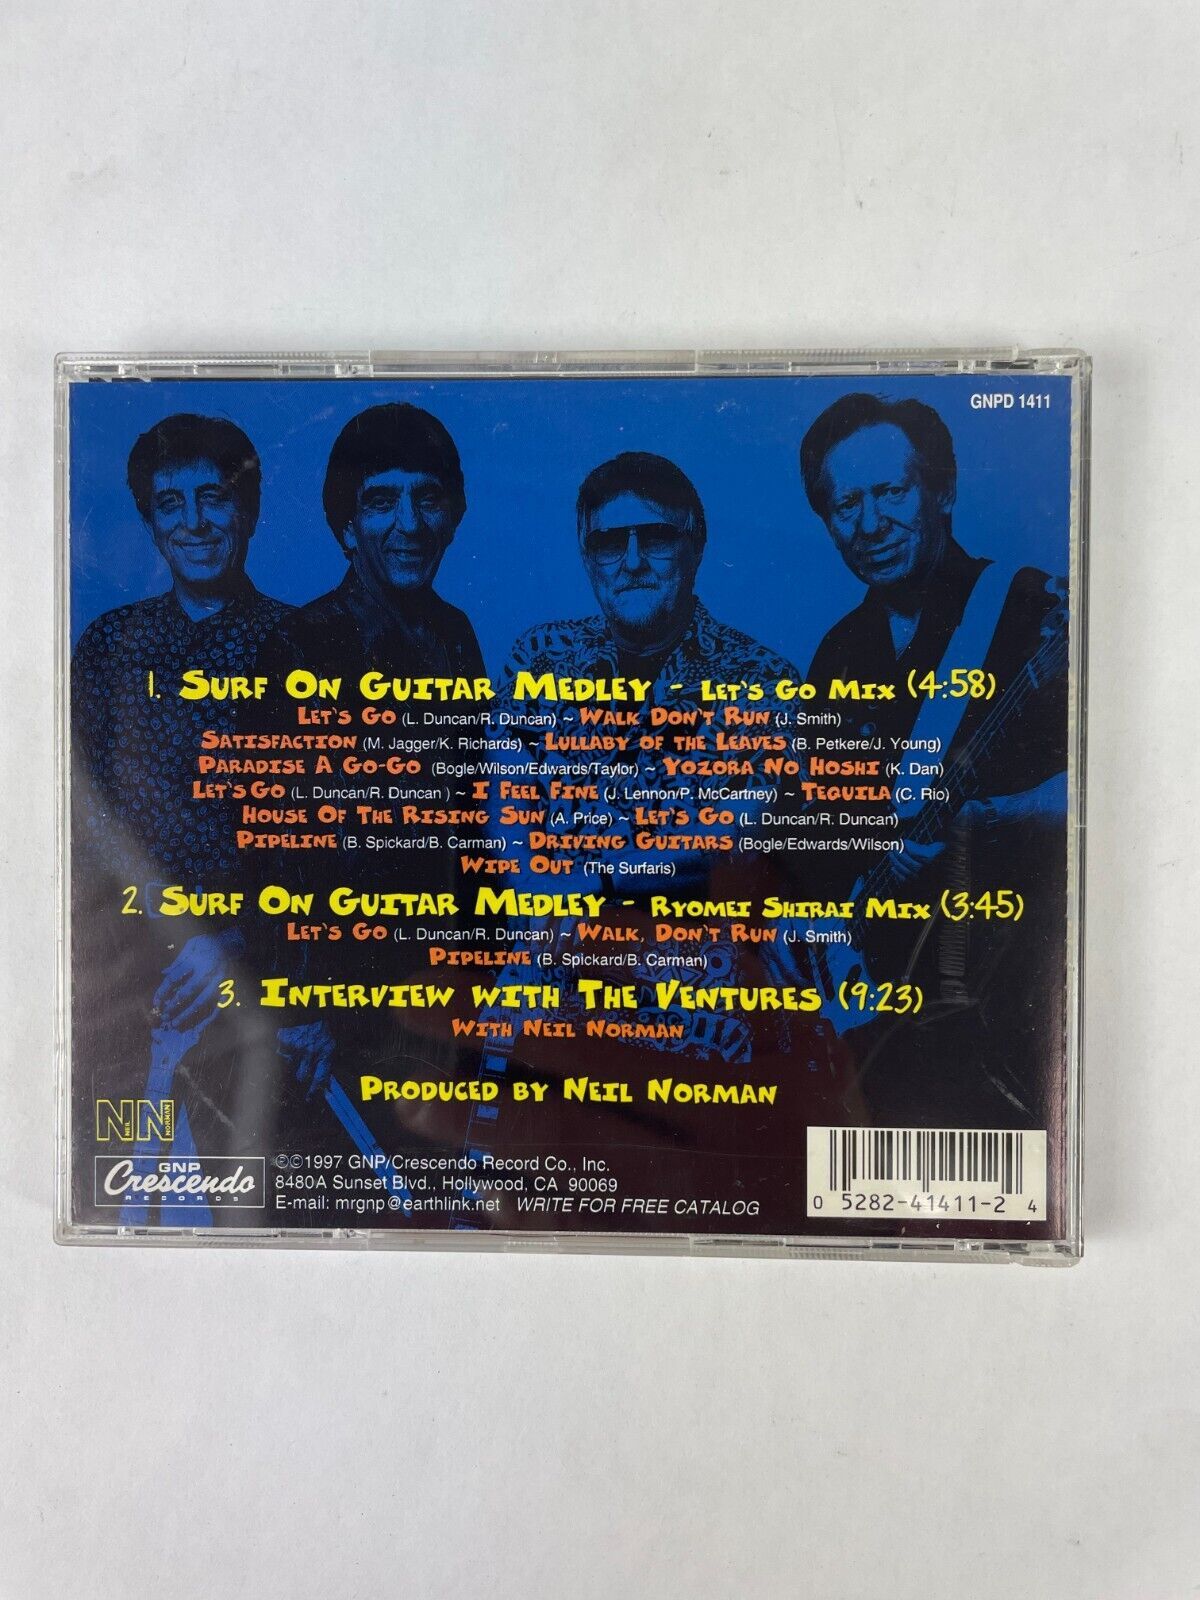 GNPD 1411
1. SURF ON GUITAR MEDLEY - LET'S GO MIX (4:58)
LET'S GO (L. Duncan/R. Duncan) ~ WALK DON'T RUN (J. Smith)
SATISFACTION (M. Jagger/K. Richards) ~ LULLABY OF THE LEAVES (B. Petkere/J. Young)
PARADISE A GO-GO (Bogle/Wilson/Edwards/Taylor) ~ YOZORA NO HOSHI (K. Dan)
LET'S GO (L. Duncan/R. Duncan ) ~ I FEEL FINE (J. Lennon/P. McCartney) ~ TEQUILA (C. Rio)
HOUSE OF THE RISING SUN (A. Price) ~ LET'S GO (L. Duncan/R. Duncan)
PIPELINE (B. Spickard/B. Carman) ~ DRIVING GUITARS (Bogle/Edwards/Wilson)
WIPE OUT (The Surfaris)
2. SURF ON GUITAR MEDLEY - RYOMEI SHIRAI MIX (3:45)
LET'S GO (L. Duncan/R. Duncan) ~ WALK, DON'T RUN (J. Smith)
PIPELINE (B. Spickard/B. Carman)
3. INTERVIEW WITH THE VENTURES (9:23)
WITH NEIL NORMAN
PRODUCED BY NEIL NORMAN
NN
NEIL NORMAN
GNP
Crescendo
RECORDS
℗©1997 GNP/Crescendo Record Co., Inc.
8480A Sunset Blvd., Hollywood, CA 90069
E-mail: mrgnp@earthlink.net WRITE FOR FREE CATALOG
0 5282-41411-2 4